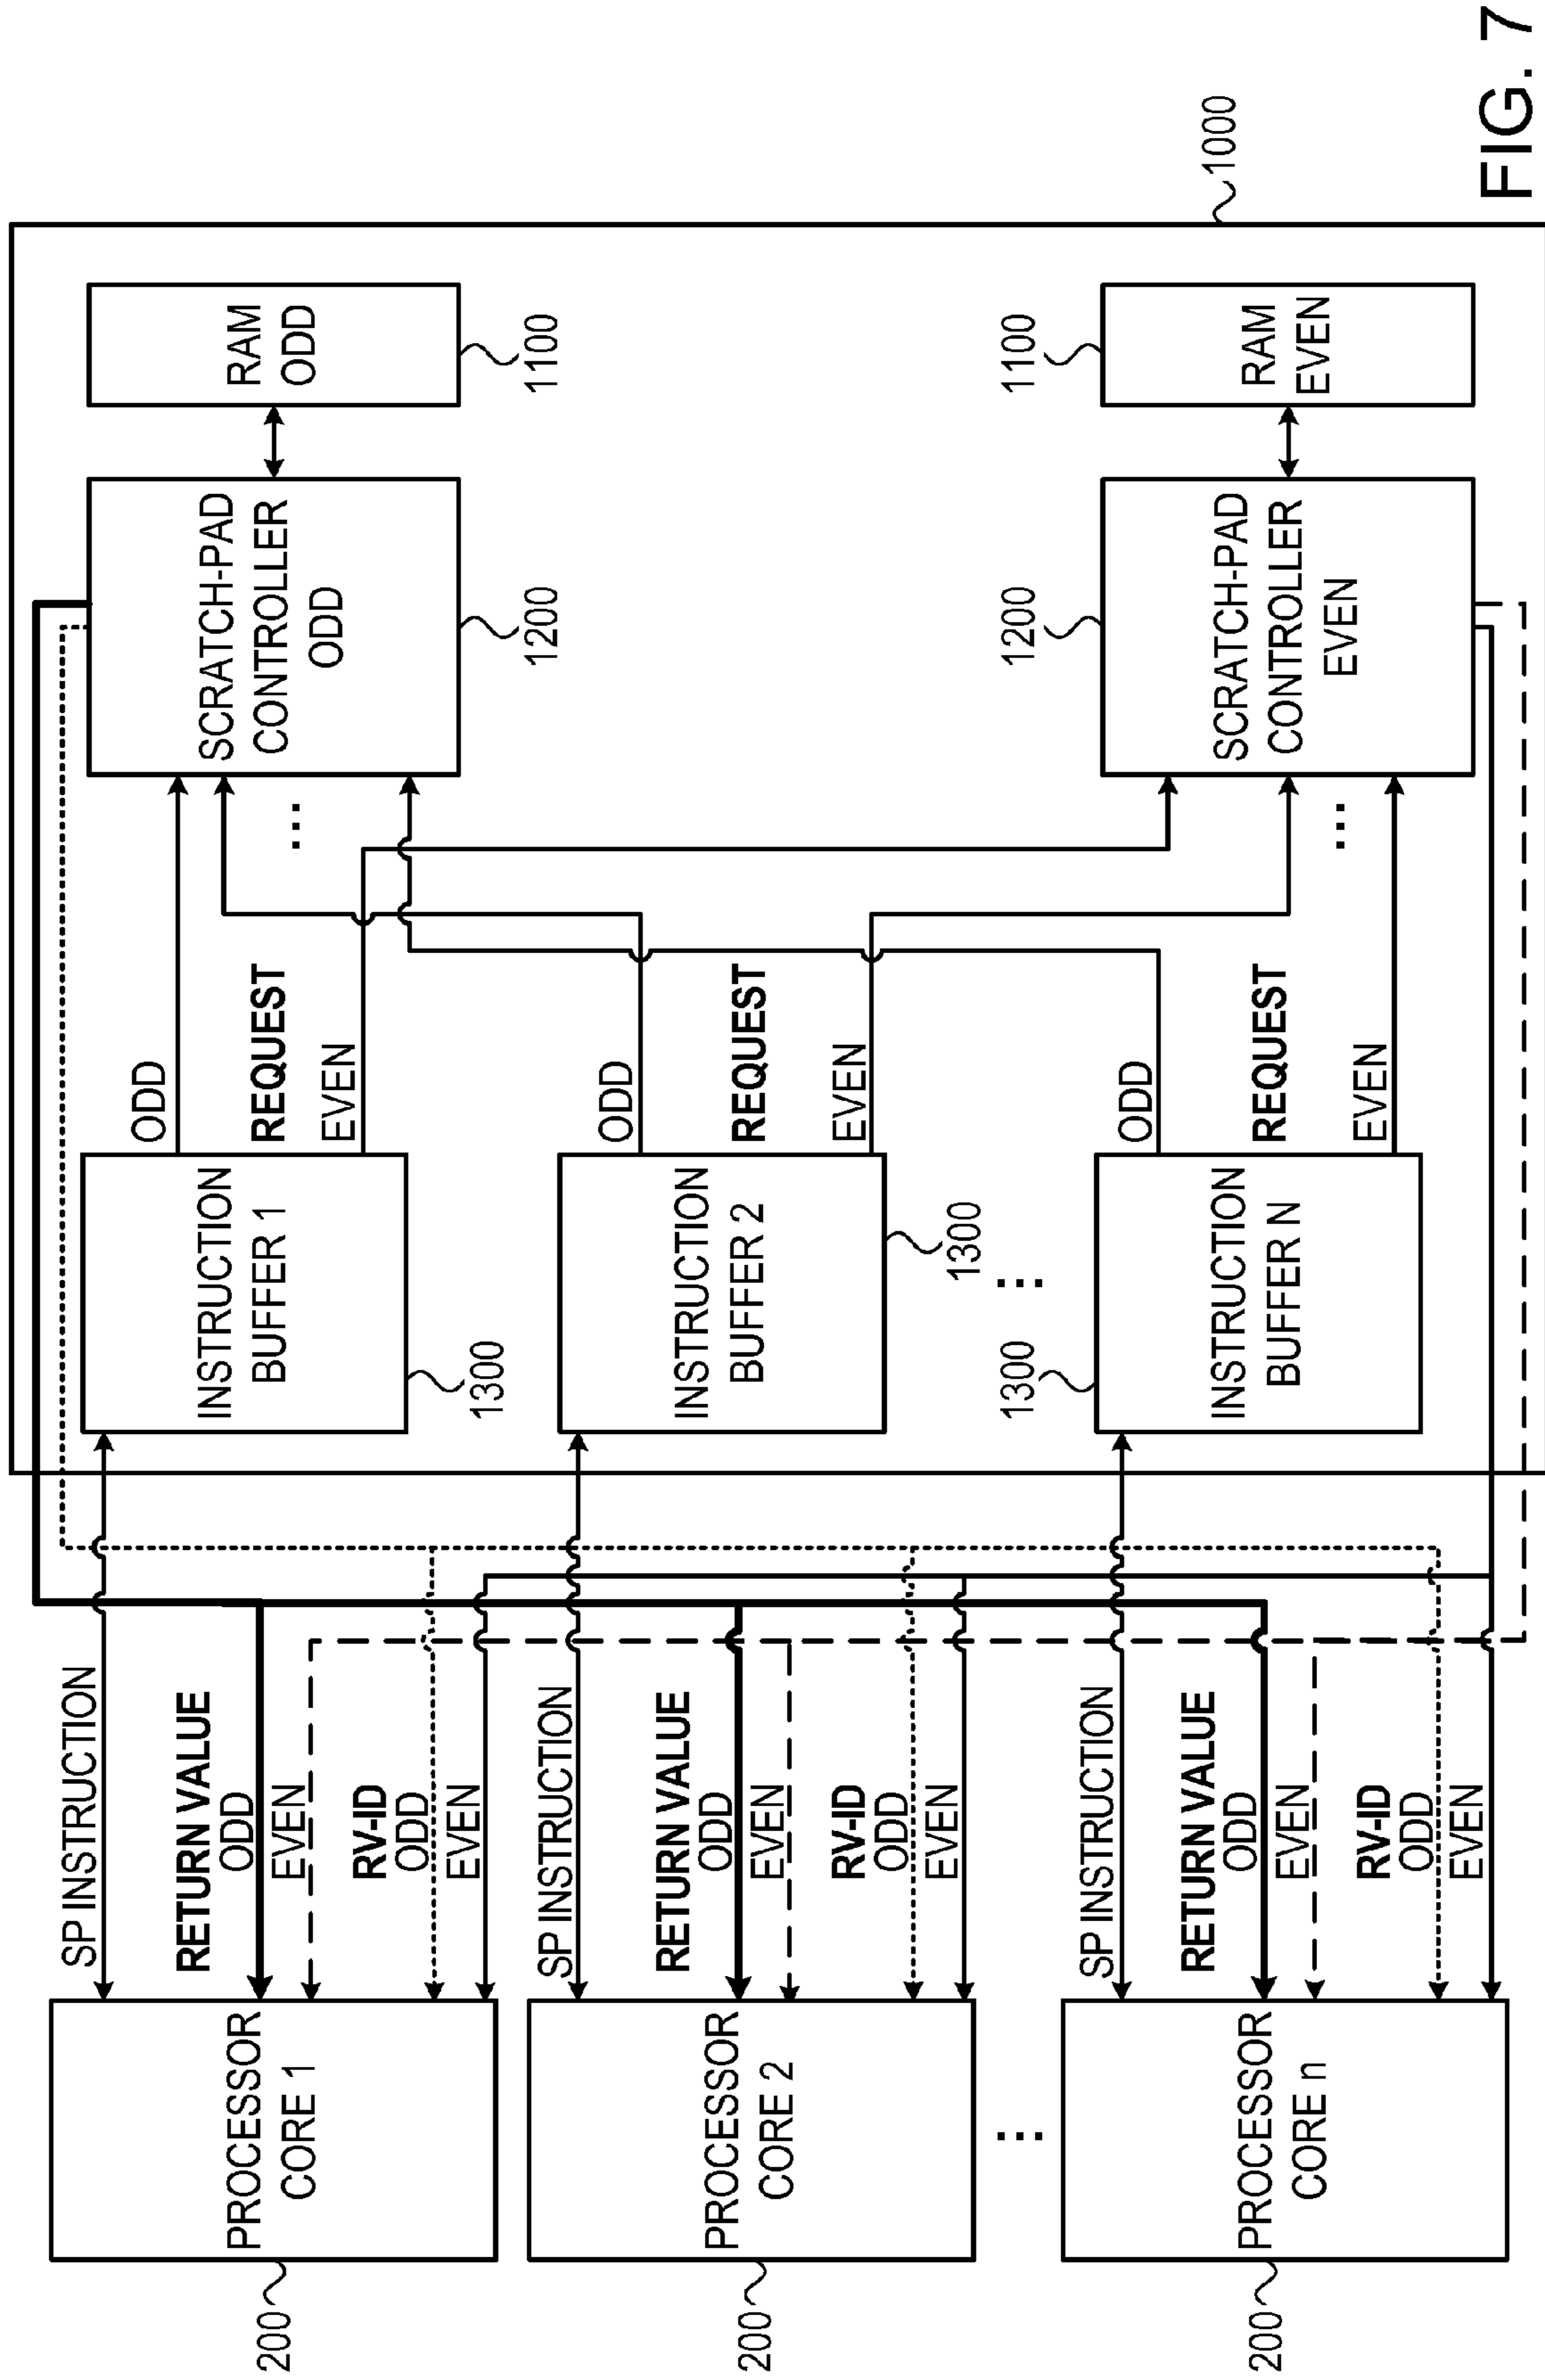 PROCESSOR
CORE 1
200
SP INSTRUCTION
RETURN VALUE
ODD
EVEN
RV-ID
ODD
EVEN
INSTRUCTION
BUFFER 1
1300
ODD
REQUEST
EVEN
SCRATCH-PAD
CONTROLLER
ODD
1200
RAM
ODD
1100
PROCESSOR
CORE 2
200
SP INSTRUCTION
RETURN VALUE
ODD
EVEN
RV-ID
ODD
EVEN
INSTRUCTION
BUFFER 2
1300
ODD
REQUEST
EVEN
...
...
...
...
PROCESSOR
CORE n
200
SP INSTRUCTION
RETURN VALUE
ODD
EVEN
RV-ID
ODD
EVEN
1300
INSTRUCTION
BUFFER N
ODD
REQUEST
EVEN
1200
SCRATCH-PAD
CONTROLLER
EVEN
1100
RAM
EVEN
1000
FIG. 7